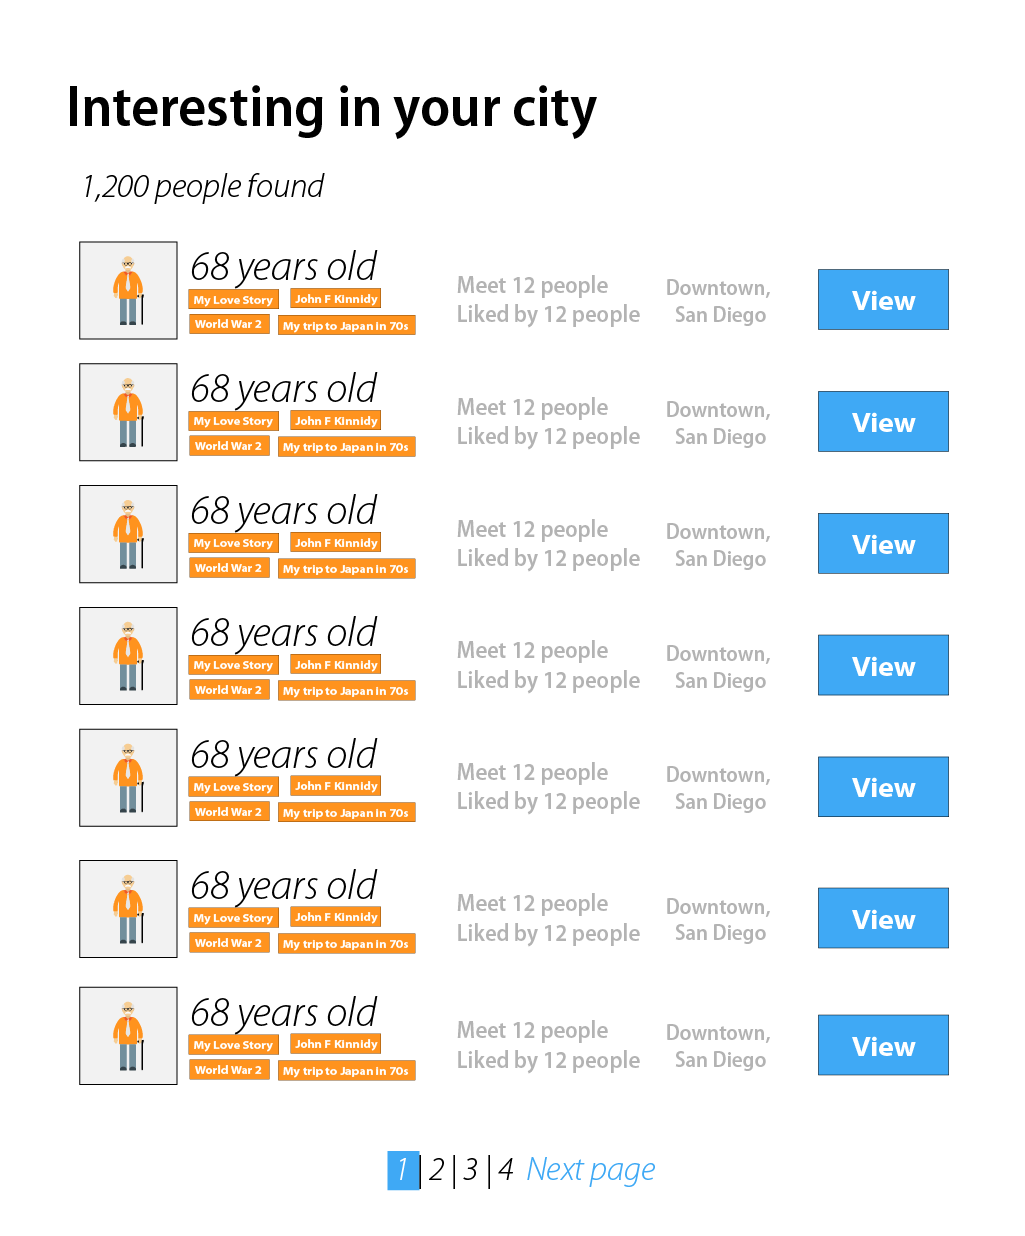 Interesting in your city
1,200 people found
68 years old
My Love Story John F Kinnidy
World War 2 My trip to Japan in 70s
Meet 12 people
Liked by 12 people
Downtown,
San Diego
View
68 years old
My Love Story John F Kinnidy
World War 2 My trip to Japan in 70s
Meet 12 people
Liked by 12 people
Downtown,
San Diego
View
68 years old
My Love Story John F Kinnidy
World War 2 My trip to Japan in 70s
Meet 12 people
Liked by 12 people
Downtown,
San Diego
View
68 years old
My Love Story John F Kinnidy
World War 2 My trip to Japan in 70s
Meet 12 people
Liked by 12 people
Downtown,
San Diego
View
68 years old
My Love Story John F Kinnidy
World War 2 My trip to Japan in 70s
Meet 12 people
Liked by 12 people
Downtown,
San Diego
View
68 years old
My Love Story John F Kinnidy
World War 2 My trip to Japan in 70s
Meet 12 people
Liked by 12 people
Downtown,
San Diego
View
68 years old
My Love Story John F Kinnidy
World War 2 My trip to Japan in 70s
Meet 12 people
Liked by 12 people
Downtown,
San Diego
View
1 | 2 | 3 | 4 Next page